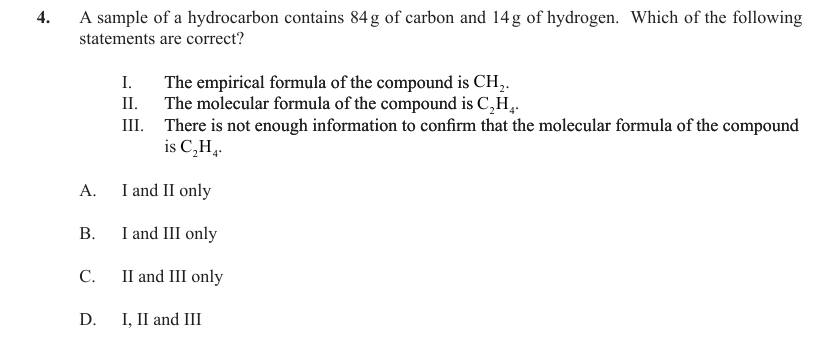 4. A sample of a hydrocarbon contains 84 g of carbon and 14 g of hydrogen. Which of the following
statements are correct?
I. The empirical formula of the compound is CH₂.
II. The molecular formula of the compound is C₂H₄.
III. There is not enough information to confirm that the molecular formula of the compound
is C₂H₄.
A. I and II only
B. I and III only
C. II and III only
D. I, II and III